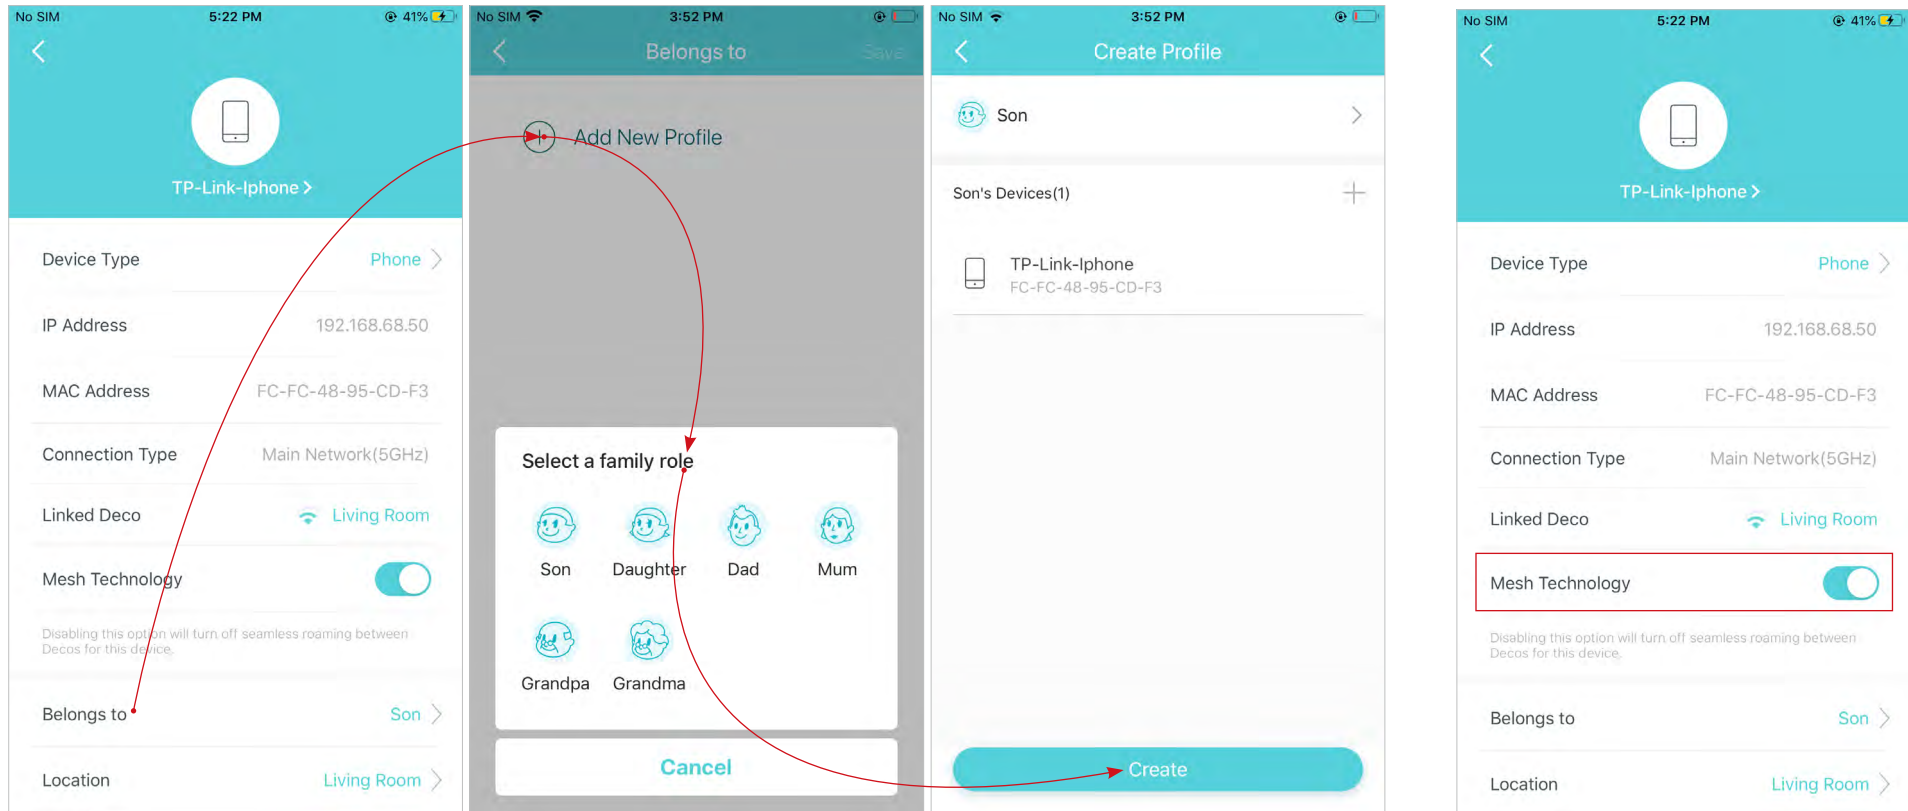 No SIM 5:22 PM 41%
TP-Link-Iphone >
Device Type Phone
IP Address 192.168.68.50
MAC Address FC-FC-48-95-CD-F3
Connection Type Main Network(5GHz)
Linked Deco Living Room
Mesh Technology
Disabling this option will turn off seamless roaming between
Decos for this device.
Belongs to Son
Location Living Room
No SIM 3:52 PM
Belongs to Save
Add New Profile
Select a family role
Son Daughter Dad Mum
Grandpa Grandma
Cancel
No SIM 3:52 PM
Create Profile
Son
Son's Devices(1)
TP-Link-Iphone
FC-FC-48-95-CD-F3
Create
No SIM 5:22 PM 41%
TP-Link-Iphone >
Device Type Phone
IP Address 192.168.68.50
MAC Address FC-FC-48-95-CD-F3
Connection Type Main Network(5GHz)
Linked Deco Living Room
Mesh Technology
Disabling this option will turn off seamless roaming between
Decos for this device.
Belongs to Son
Location Living Room